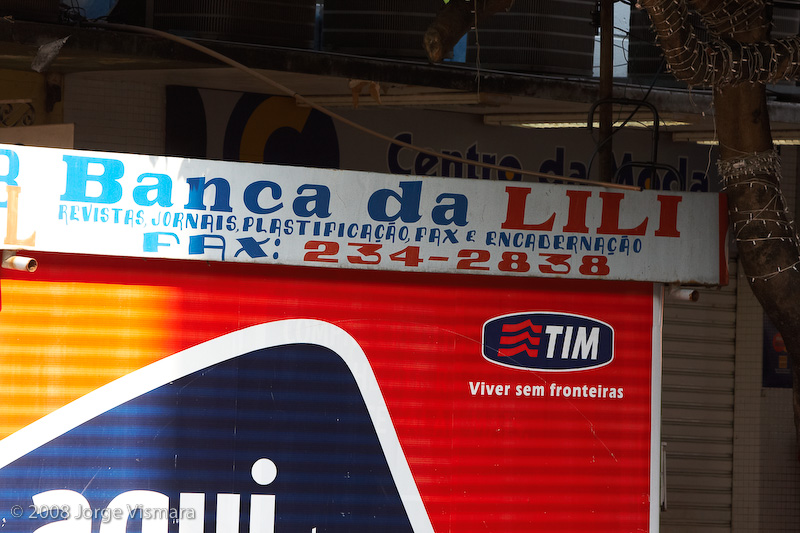 Centro da Moda
Banca da LILI
REVISTAS, JORNAIS, PLASTIFICAÇÃO, FAX E ENCADERNAÇÃO
FAX: 234-2838
TIM
Viver sem fronteiras
aqui
© 2008 Jorge Vismara